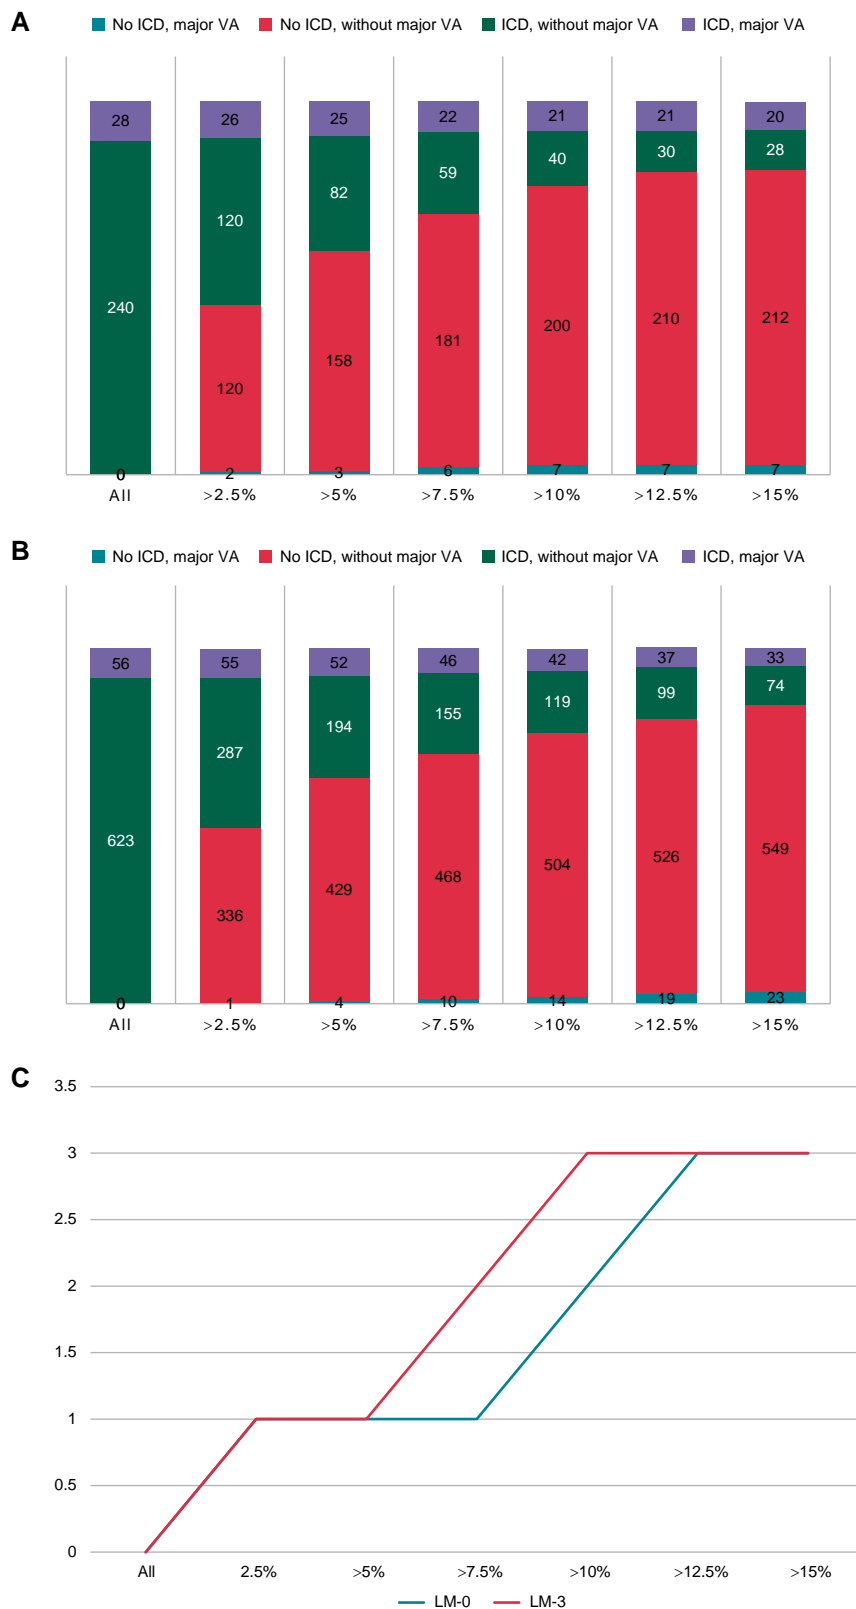 A
No ICD, major VA No ICD, without major VA ICD, without major VA ICD, major VA
28 26 25 22 21 21 20
240 120 82 59 40 30 28
120 158 181 200 210 212
0 2 3 6 7 7 7
All >2.5% >5% >7.5% >10% >12.5% >15%
B
No ICD, major VA No ICD, without major VA ICD, without major VA ICD, major VA
56 55 52 46 42 37 33
623 287 194 155 119 99 74
336 429 468 504 526 549
0 1 4 10 14 19 23
All >2.5% >5% >7.5% >10% >12.5% >15%
C
3.5
3
2.5
2
1.5
1
0.5
0
All 2.5% >5% >7.5% >10% >12.5% >15%
LM-0 LM-3